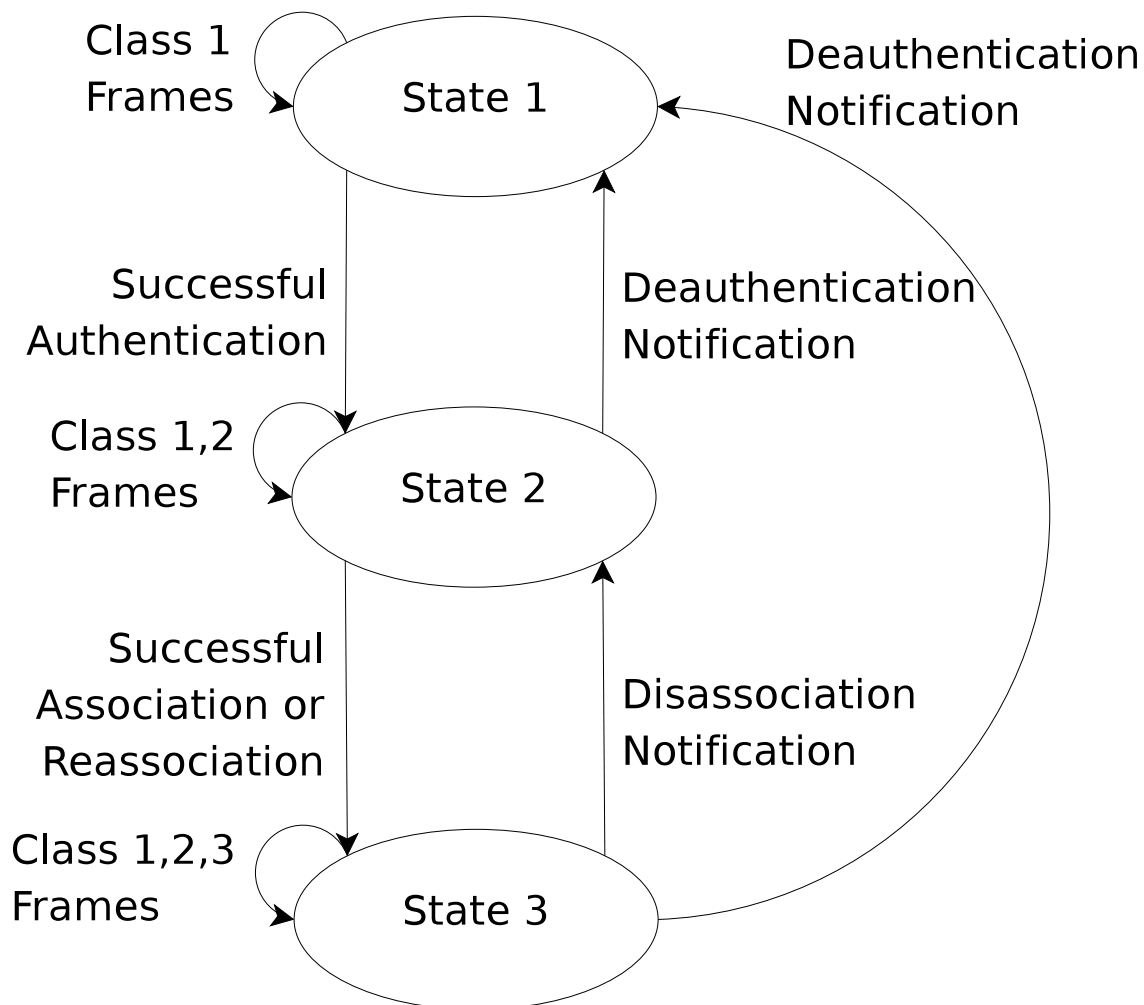 Class 1
Frames
State 1
Deauthentication
Notification
Successful
Authentication
Deauthentication
Notification
Class 1,2
Frames
State 2
Successful
Association or
Reassociation
Disassociation
Notification
Class 1,2,3
Frames
State 3